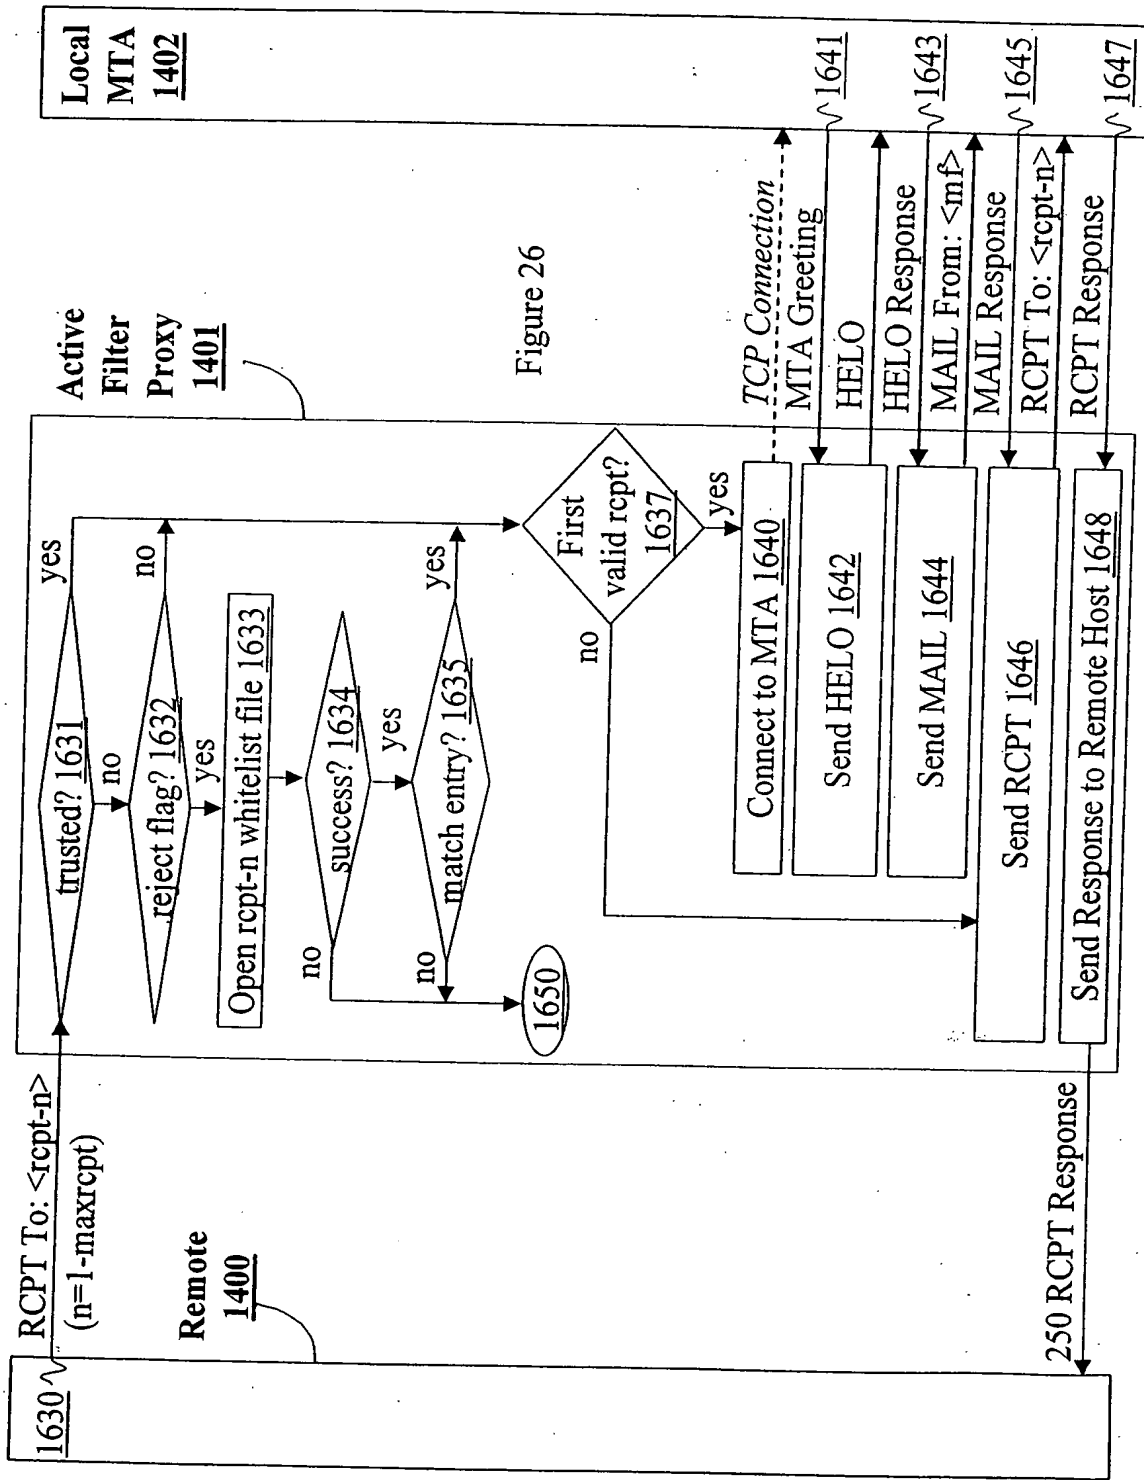 1630
RCPT To: <rcpt-n>
(n=1-maxrcpt)
Remote
1400
250 RCPT Response
Active
Filter
Proxy
1401
trusted? 1631
yes
no
reject flag? 1632
no
yes
Open rcpt-n whitelist file 1633
success? 1634
no
yes
match entry? 1635
yes
no
1650
First
valid rcpt?
1637
no
yes
Connect to MTA 1640
Send HELO 1642
Send MAIL 1644
Send RCPT 1646
Send Response to Remote Host 1648
Figure 26
Local
MTA
1402
TCP Connection
MTA Greeting
1641
HELO
HELO Response
1643
MAIL From: <mf>
MAIL Response
1645
RCPT To: <rcpt-n>
RCPT Response
1647